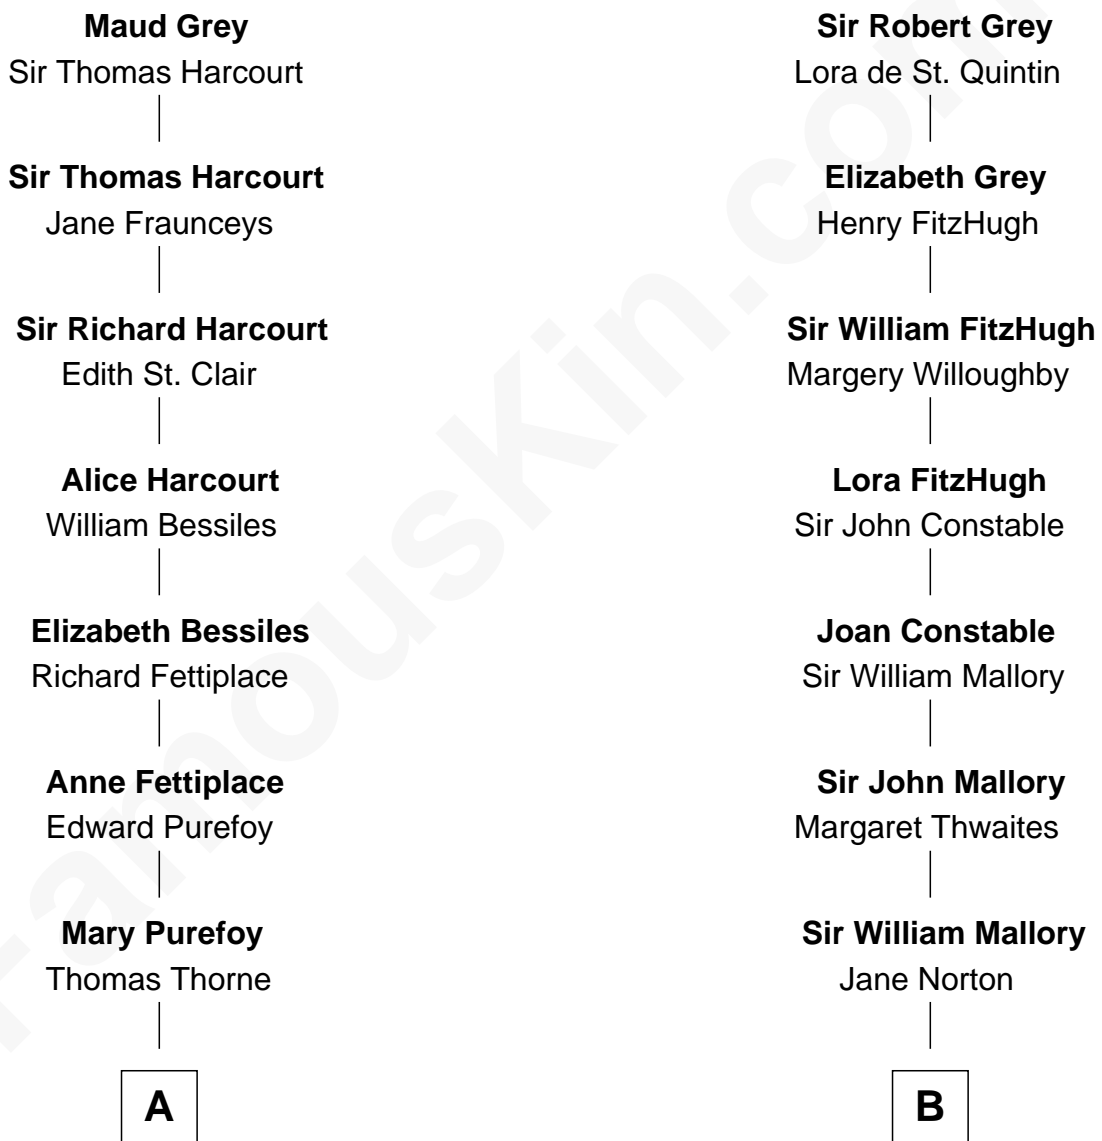 Maud Grey
Sir Thomas Harcourt
Sir Thomas Harcourt
Jane Fraunceys
Sir Richard Harcourt
Edith St. Clair
Alice Harcourt
William Bessiles
Elizabeth Bessiles
Richard Fettiplace
Anne Fettiplace
Edward Purefoy
Mary Purefoy
Thomas Thorne
A
Sir Robert Grey
Lora de St. Quintin
Elizabeth Grey
Henry FitzHugh
Sir William FitzHugh
Margery Willoughby
Lora FitzHugh
Sir John Constable
Joan Constable
Sir William Mallory
Sir John Mallory
Margaret Thwaites
Sir William Mallory
Jane Norton
B
FamousKin.com